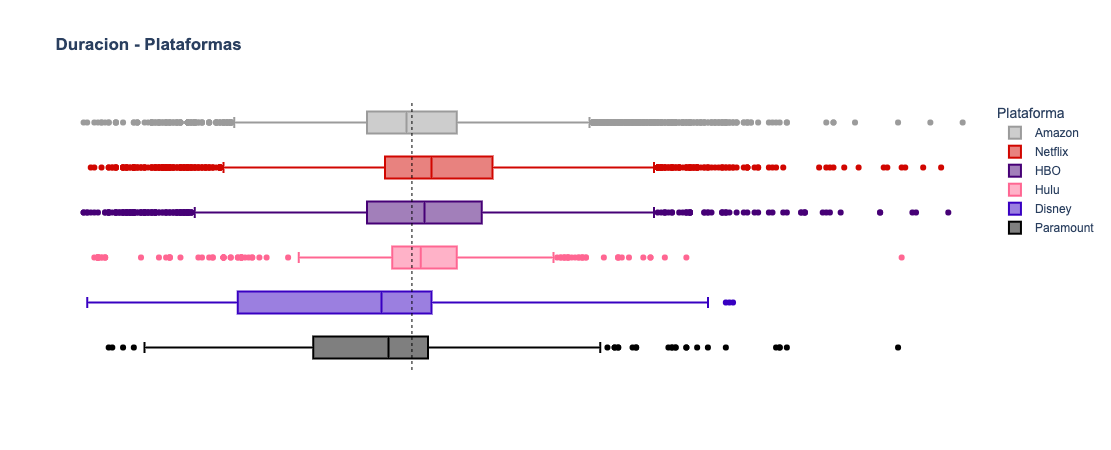 Duracion - Plataformas
Plataforma
Amazon
Netflix
HBO
Hulu
Disney
Paramount